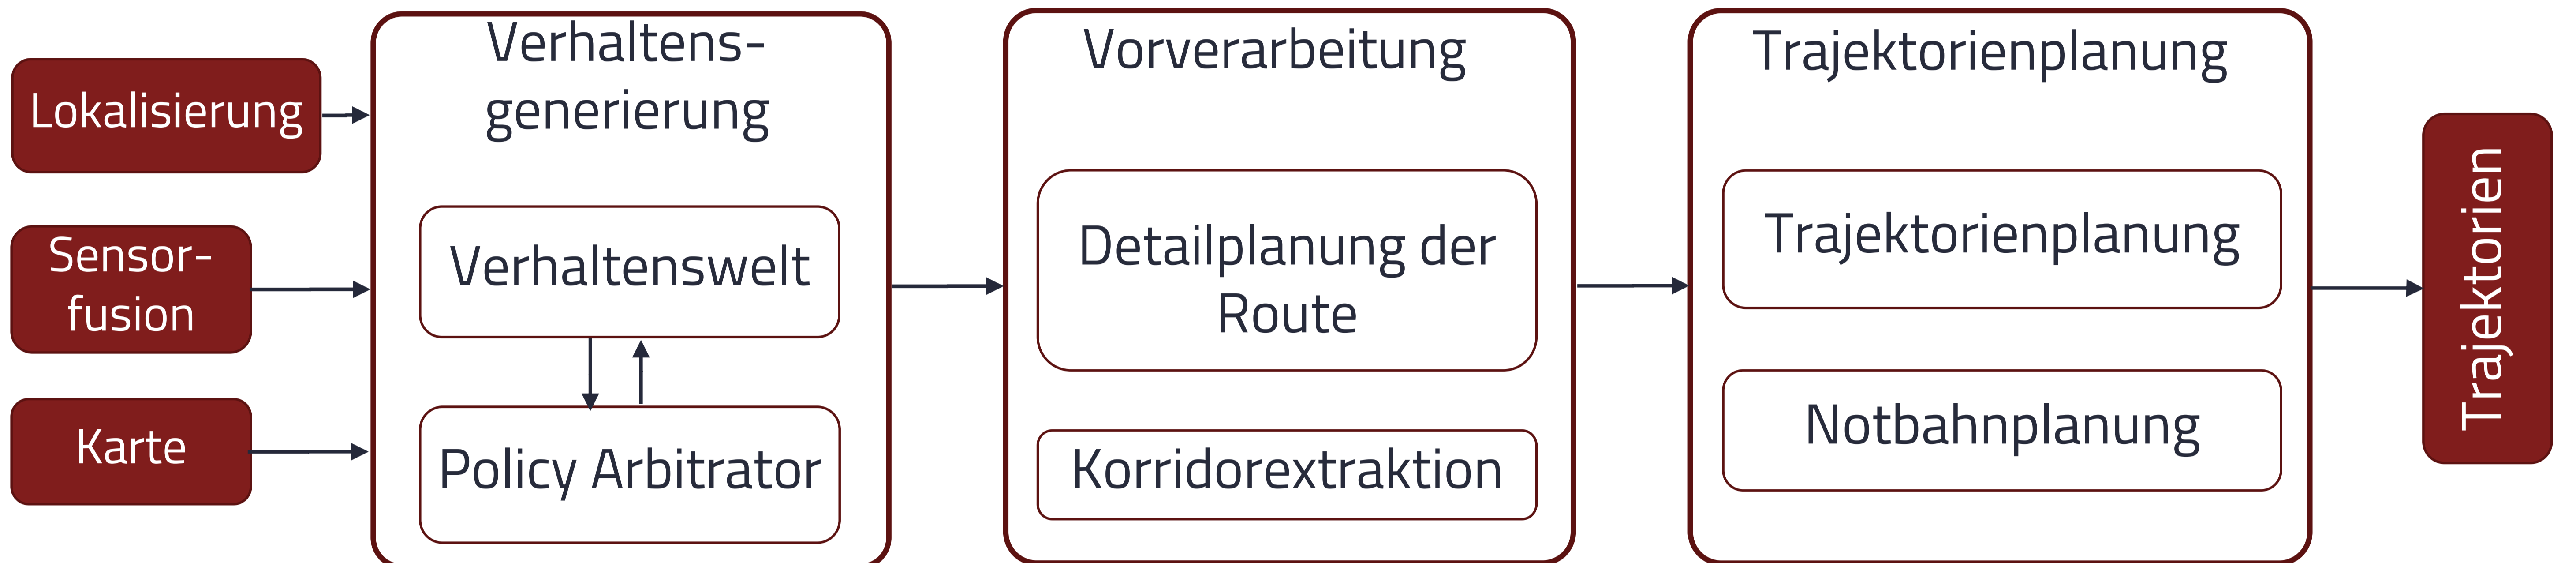 Lokalisierung
Sensor-
fusion
Karte
Verhaltens-
generierung
Verhaltenswelt
Policy Arbitrator
Vorverarbeitung
Detailplanung der
Route
Korridorextraktion
Trajektorienplanung
Trajektorienplanung
Notbahnplanung
Trajektorien